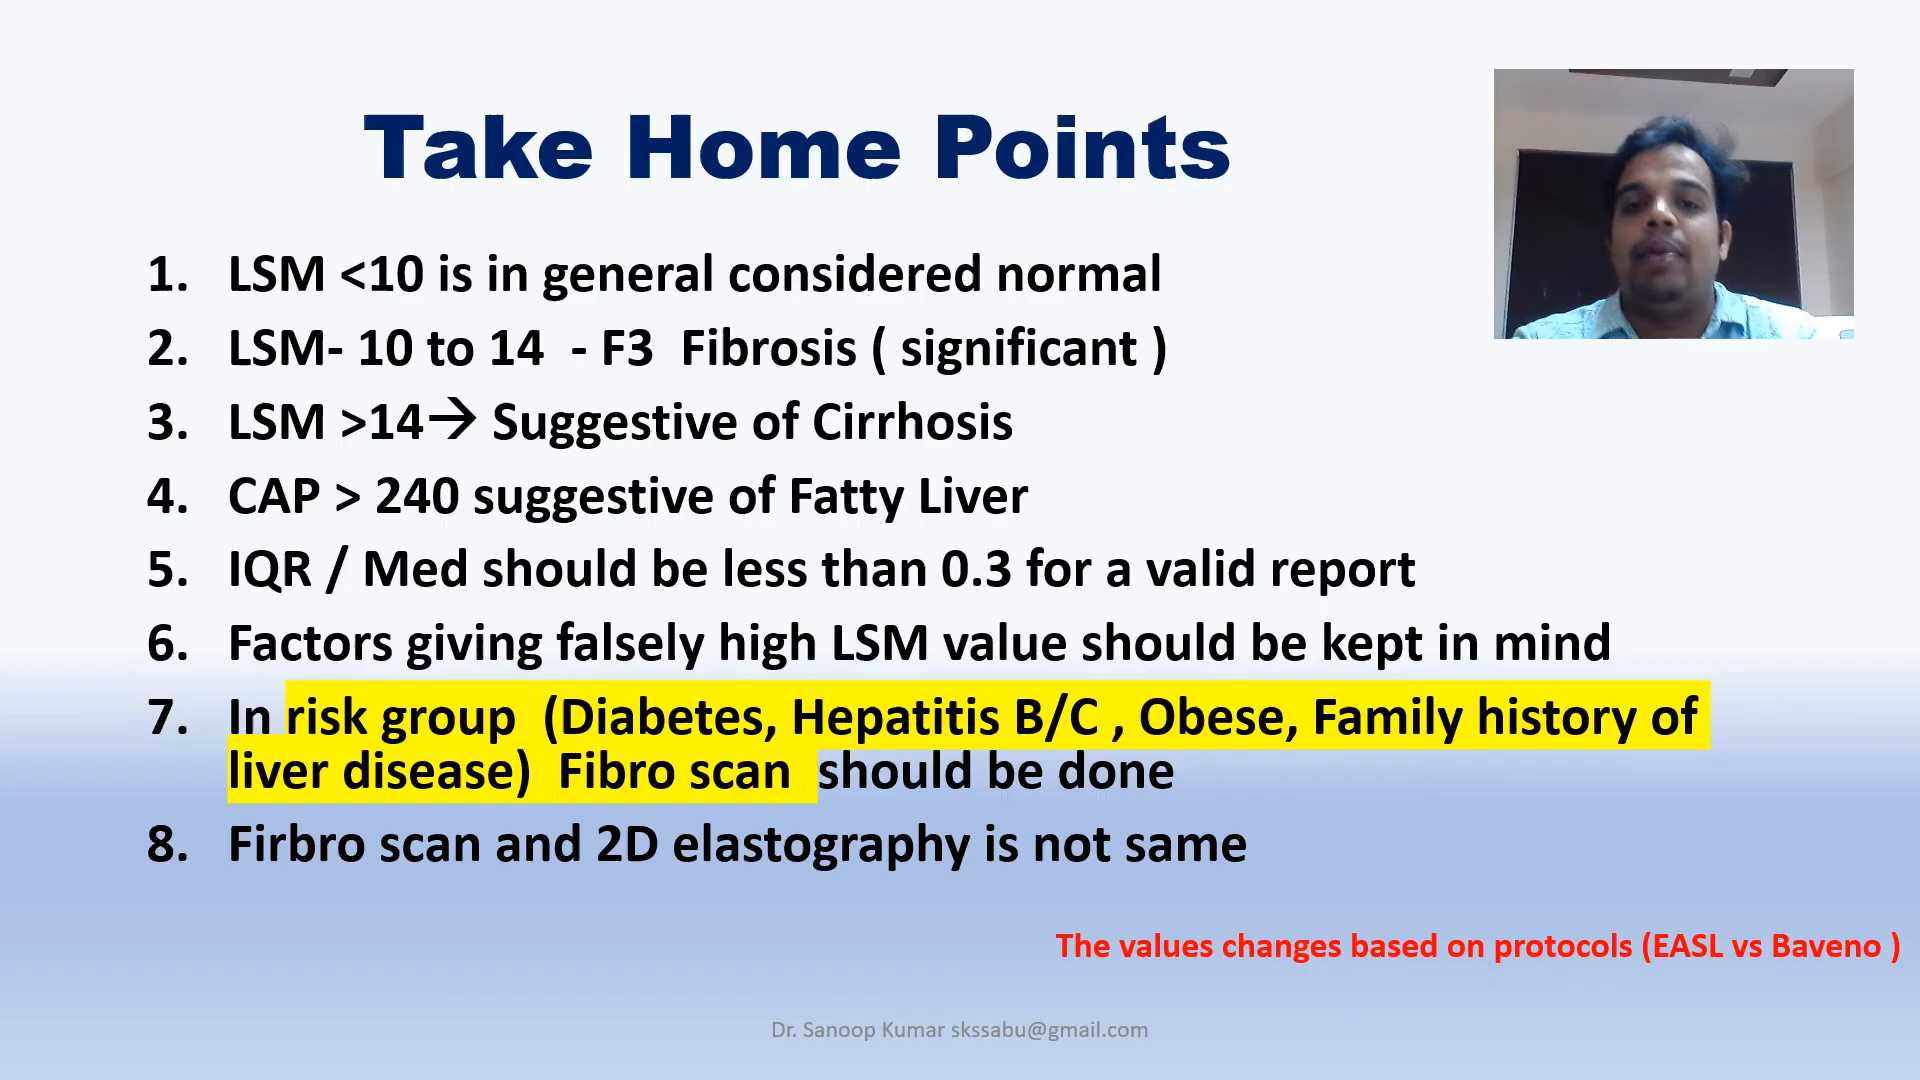 Take Home Points
1. LSM <10 is in general considered normal
2. LSM- 10 to 14 - F3 Fibrosis ( significant )
3. LSM >14→ Suggestive of Cirrhosis
4. CAP > 240 suggestive of Fatty Liver
5. IQR / Med should be less than 0.3 for a valid report
6. Factors giving falsely high LSM value should be kept in mind
7. In risk group (Diabetes, Hepatitis B/C , Obese, Family history of
liver disease) Fibro scan should be done
8. Firbro scan and 2D elastography is not same
The values changes based on protocols (EASL vs Baveno )
Dr. Sanoop Kumar skssabu@gmail.com